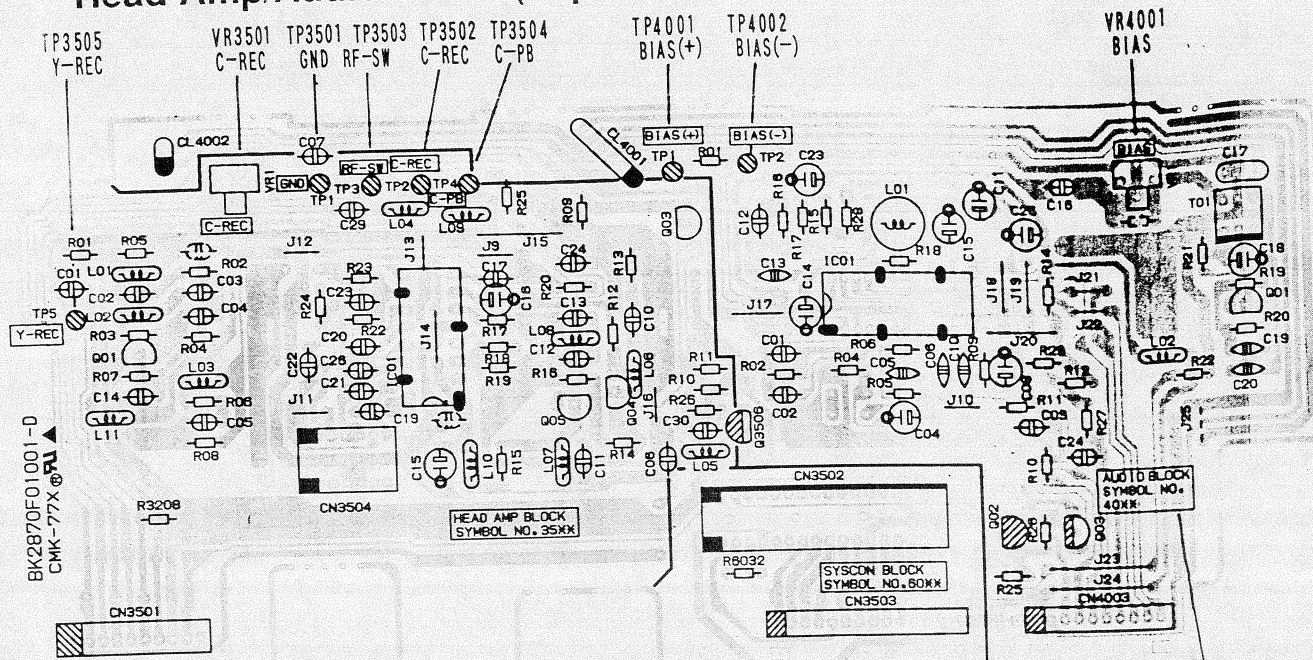 TP3505 Y-REC
VR3501 C-REC
TP3501 GND
TP3503 RF-SW
TP3502 C-REC
TP3504 C-PB
TP4001 BIAS(+)
TP4002 BIAS(-)
VR4001 BIAS
CL4002
C07
VR1
GND
RF-SW
C-REC
TP1
TP3
TP2
TP4
C-PB
C-REC
C29
L04
L09
R25
R09
CL4001
BIAS(+)
TP1
R01
BIAS(-)
TP2
C23
R16
C12
R17
R15
R28
L01
C11
C15
C26
C16
BIAS
C17
T01
R01
R05
C01
L01
C02
L02
TP5
Y-REC
R03
Q01
R07
C14
L11
R02
C03
C04
R04
L03
R06
C05
R08
J12
J13
J9
J15
R23
R24
C23
R22
C20
C22
C26
C21
J11
C19
IC01
J14
C17
C18
R17
R18
R19
C24
R20
C13
L08
C12
R16
Q05
R13
R12
C10
L06
Q04
J16
R14
Q03
R11
R10
R26
C30
L05
C15
L10
R15
L07
C11
C06
C13
C14
IC01
R18
J17
C01
R02
C02
R06
R04
C05
R05
C04
C06
C10
R09
J10
J18
J19
R14
J21
J22
J20
C08
R29
R12
R11
C09
R27
C24
R10
L02
R21
C18
R19
Q01
R20
C19
C20
R22
J25
Q3506
BK2870F01001-D
CMK-77X
R3208
CN3504
HEAD AMP BLOCK
SYMBOL NO.35XX
CN3502
R6032
SYSCON BLOCK
SYMBOL NO.60XX
CN3501
CN3503
AUDIO BLOCK
SYMBOL NO.
40XX
Q02
R26
Q03
R25
J23
J24
CN4003